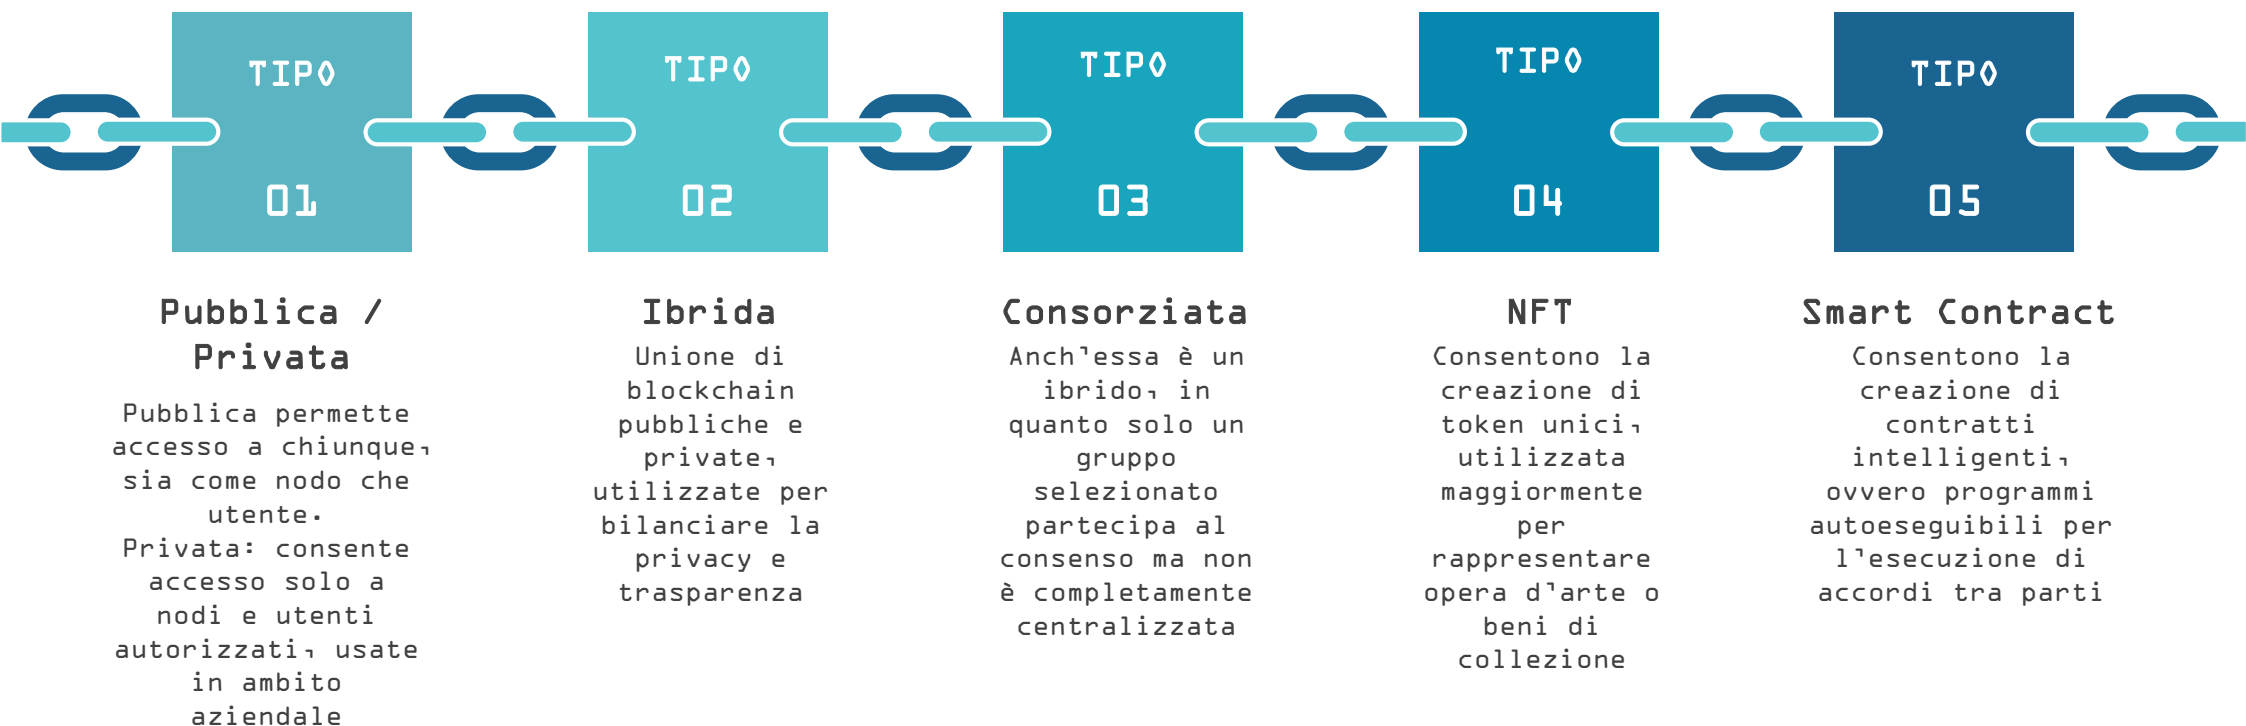 TIPO
01
Pubblica /
Privata
Pubblica permette
accesso a chiunque,
sia come nodo che
utente.
Privata: consente
accesso solo a
nodi e utenti
autorizzati, usate
in ambito
aziendale
TIPO
02
Ibrida
Unione di
blockchain
pubbliche e
private,
utilizzate per
bilanciare la
privacy e
trasparenza
TIPO
03
Consorziata
Anch'essa è un
ibrido, in
quanto solo un
gruppo
selezionato
partecipa al
consenso ma non
è completamente
centralizzata
TIPO
04
NFT
Consentono la
creazione di
token unici,
utilizzata
maggiormente
per
rappresentare
opera d'arte o
beni di
collezione
TIPO
05
Smart Contract
Consentono la
creazione di
contratti
intelligenti,
ovvero programmi
autoeseguibili per
l'esecuzione di
accordi tra parti